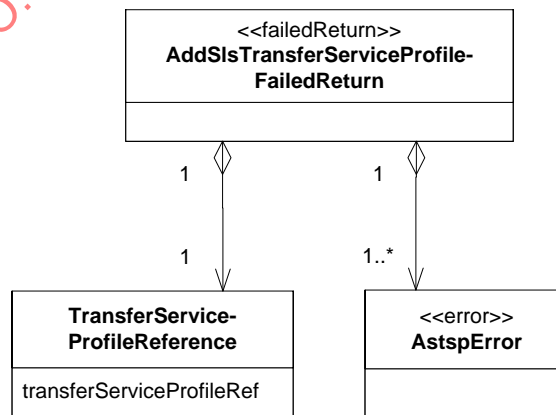 <<failedReturn>>
AddSlsTransferServiceProfile-
FailedReturn
1
1
1
1..*
TransferService-
ProfileReference
transferServiceProfileRef
<<error>>
AstspError